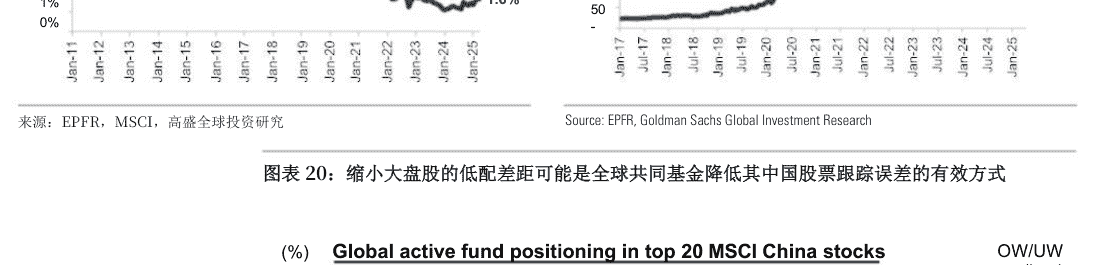 1%
0%
1.6%
Jan-11
Jan-12
Jan-13
Jan-14
Jan-15
Jan-16
Jan-17
Jan-18
Jan-19
Jan-20
Jan-21
Jan-22
Jan-23
Jan-24
Jan-25
来源：EPFR，MSCI，高盛全球投资研究
50
-
Jan-17
Jul-17
Jan-18
Jul-18
Jan-19
Jul-19
Jan-20
Jul-20
Jan-21
Jul-21
Jan-22
Jul-22
Jan-23
Jul-23
Jan-24
Jul-24
Jan-25
Source: EPFR, Goldman Sachs Global Investment Research
图表 20：缩小大盘股的低配差距可能是全球共同基金降低其中国股票跟踪误差的有效方式
(%) Global active fund positioning in top 20 MSCI China stocks
OW/UW